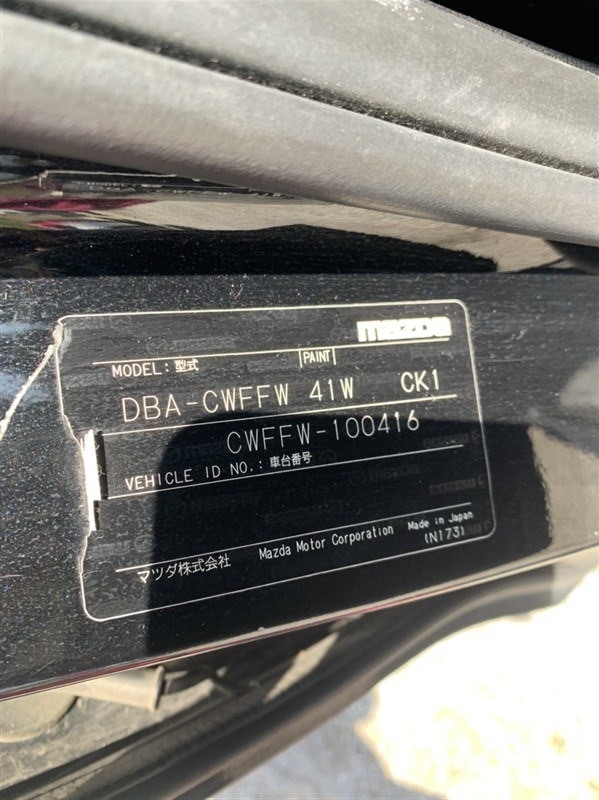 mazda
MODEL:型式 PAINT
DBA-CWFFW 41W CK1
CWFFW-100416
VEHICLE ID NO.:車台番号
マツダ株式会社 Mazda Motor Corporation Made in Japan
(N173)